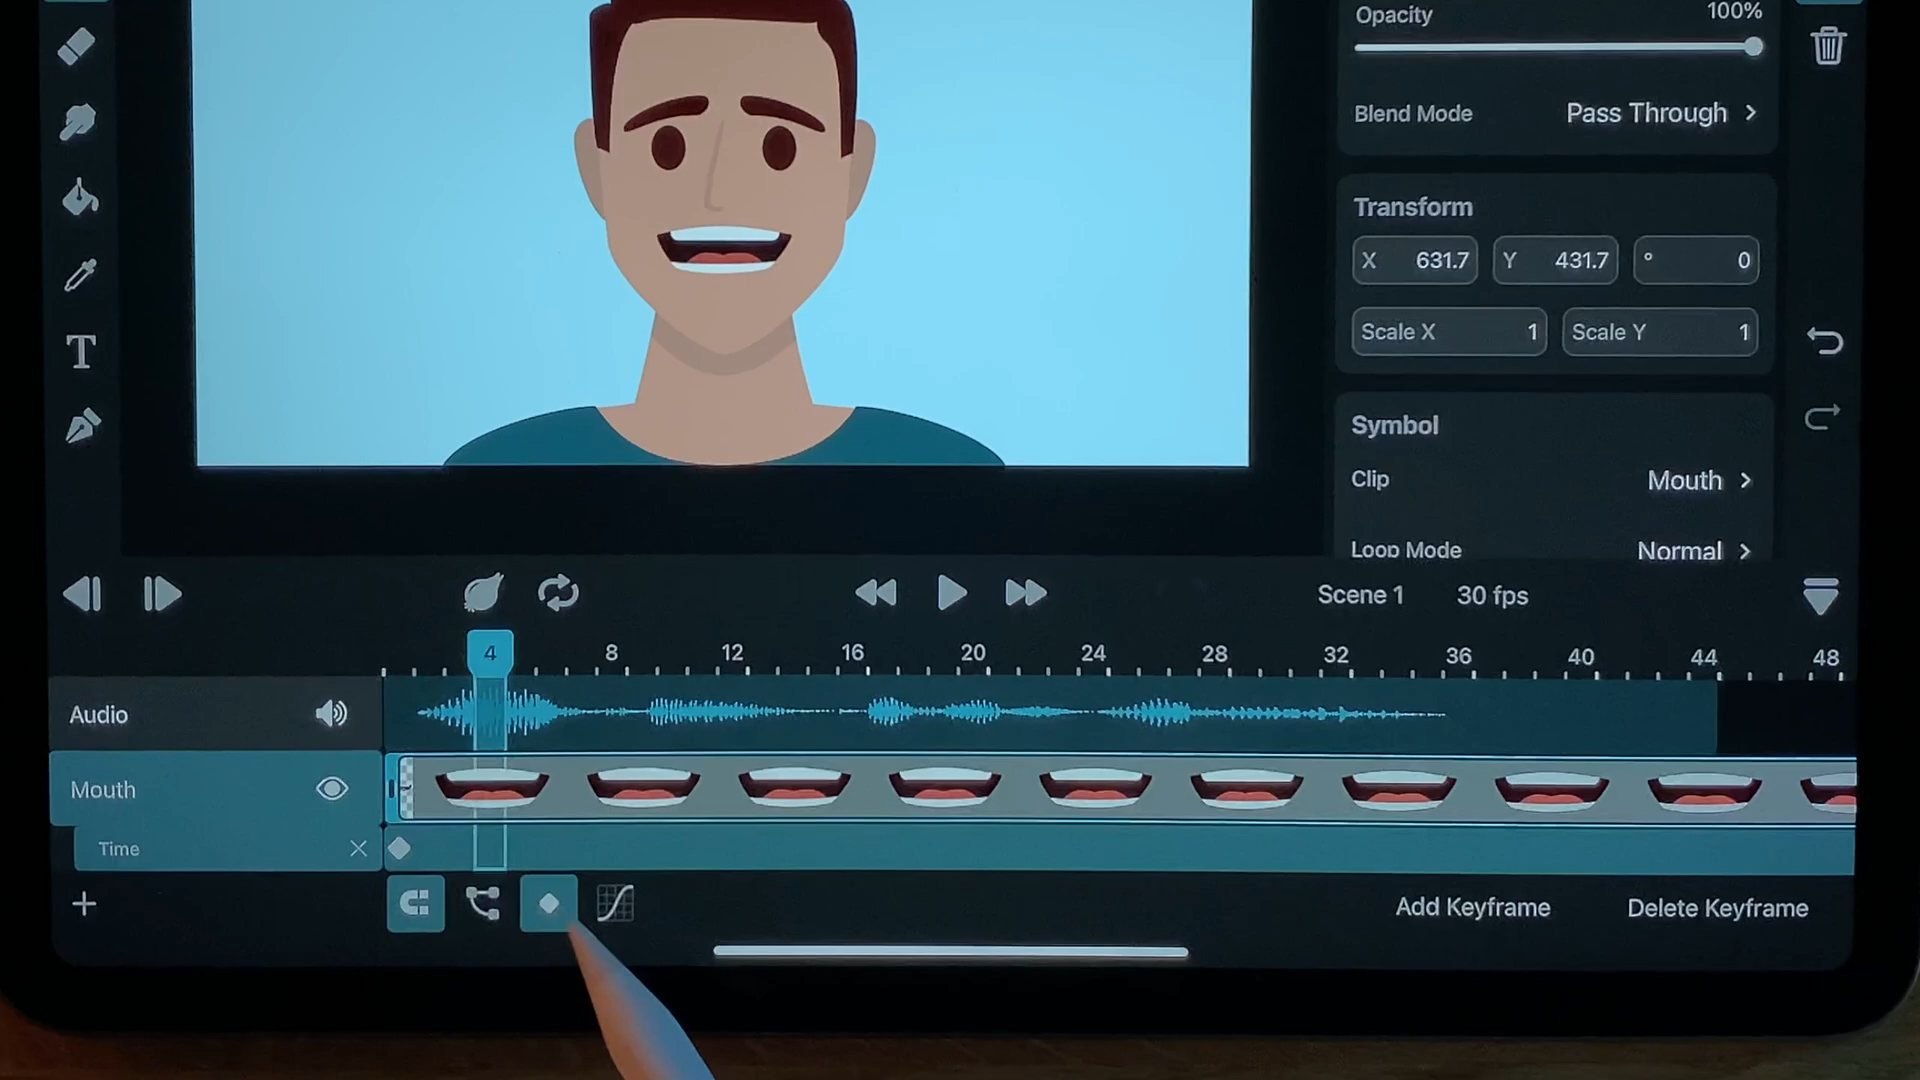 Opacity 100%
Blend Mode Pass Through
Transform
X 631.7 Y 431.7 ° 0
Scale X 1 Scale Y 1
Symbol
Clip Mouth
Loop Mode Normal
T
Scene 1 30 fps
4 8 12 16 20 24 28 32 36 40 44 48
Audio
Mouth
Time
Add Keyframe Delete Keyframe